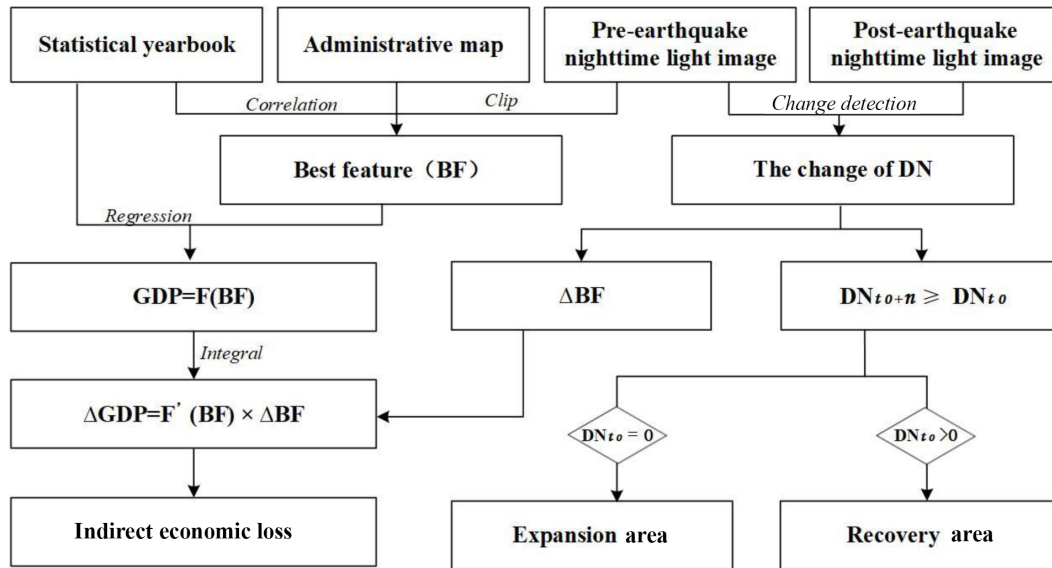 Statistical yearbook
Administrative map
Pre-earthquake
nighttime light image
Post-earthquake
nighttime light image
Correlation
Clip
Change detection
Best feature（BF）
The change of DN
Regression
GDP=F(BF)
ΔBF
DNt0+n ≥ DNt0
Integral
ΔGDP=F' (BF) × ΔBF
DNt0 = 0
DNt0 >0
Indirect economic loss
Expansion area
Recovery area